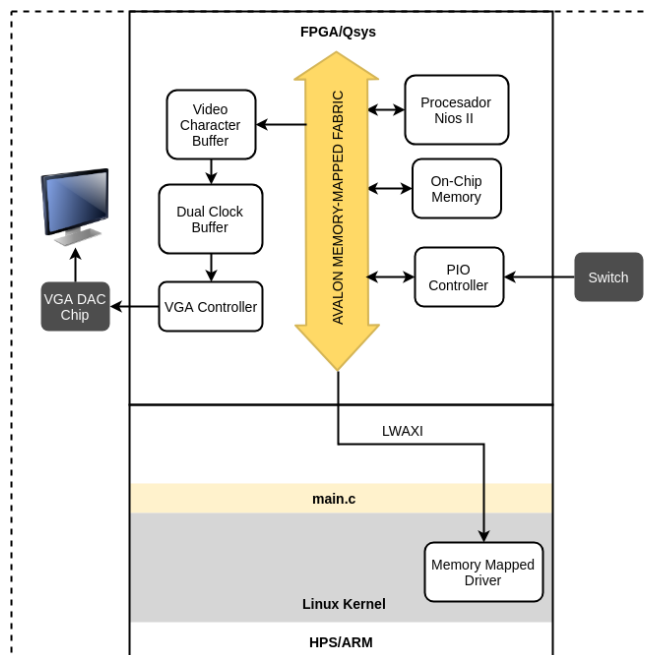 FPGA/Qsys
Video
Character
Buffer
Dual Clock
Buffer
VGA Controller
VGA DAC
Chip
AVALON MEMORY-MAPPED FABRIC
Procesador
Nios II
On-Chip
Memory
PIO
Controller
Switch
LWAXI
main.c
Memory Mapped
Driver
Linux Kernel
HPS/ARM